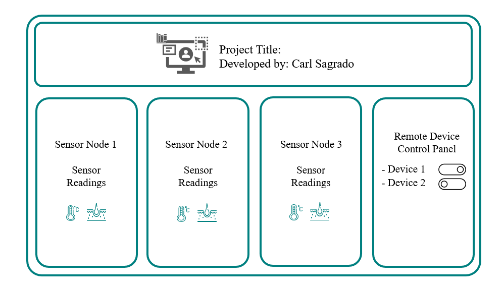 Project Title:
Developed by: Carl Sagrado
Sensor Node 1
Sensor
Readings
Sensor Node 2
Sensor
Readings
Sensor Node 3
Sensor
Readings
Remote Device
Control Panel
- Device 1
- Device 2